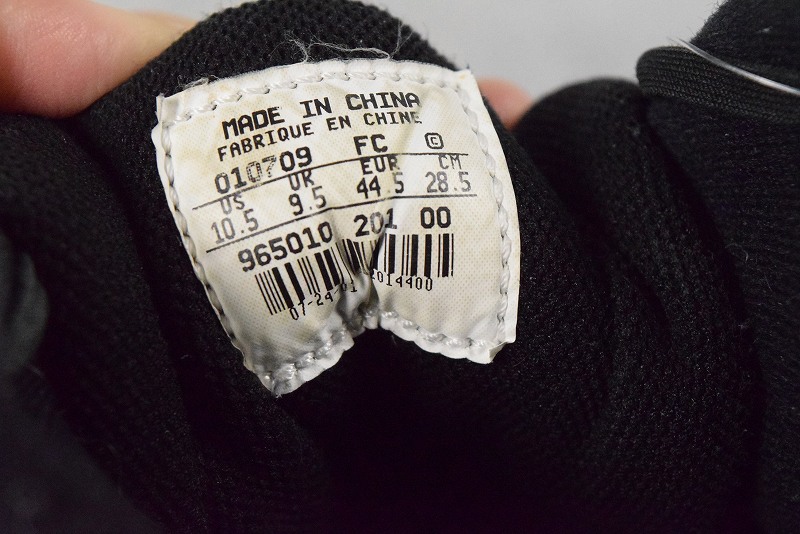 MADE IN CHINA
FABRIQUE EN CHINE
010709 FC ©
US UK EUR CM
10.5 9.5 44.5 28.5
965010 201 00